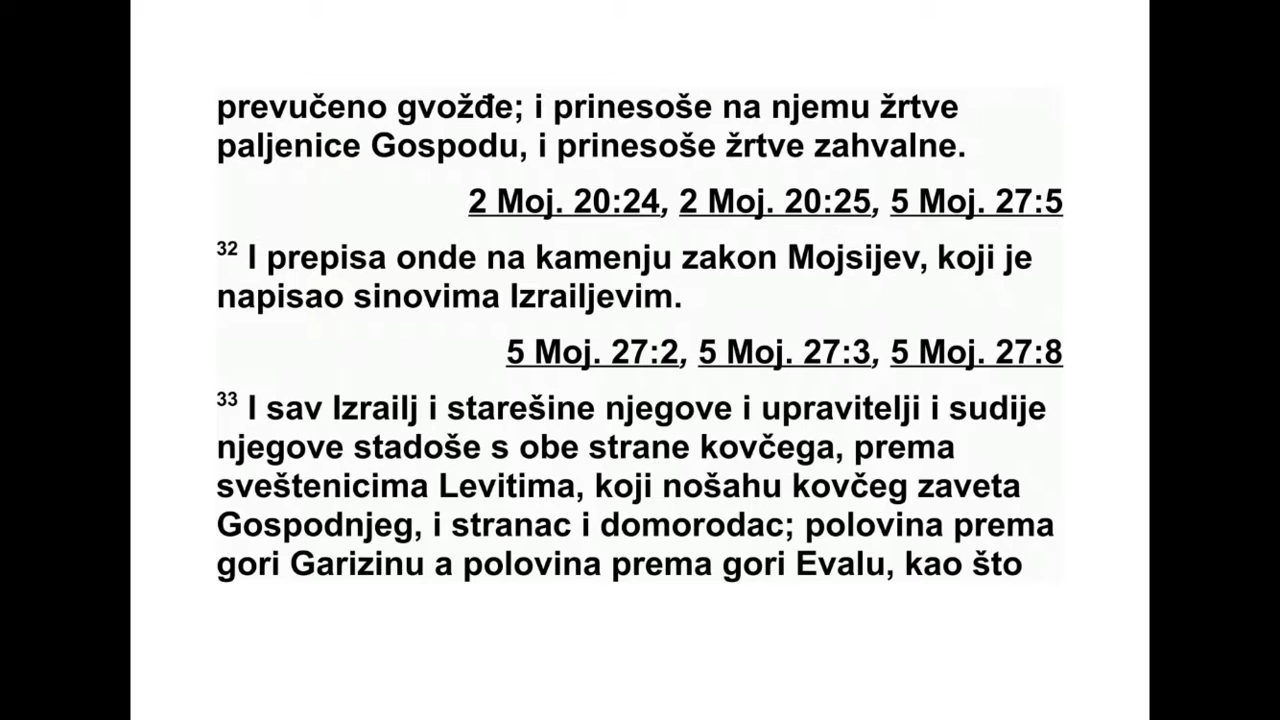 prevučeno gvožđe; i prinesoše na njemu žrtve
paljenice Gospodu, i prinesoše žrtve zahvalne.
2 Moj. 20:24, 2 Moj. 20:25, 5 Moj. 27:5
32 I prepisa onde na kamenju zakon Mojsijev, koji je
napisao sinovima Izrailjevim.
5 Moj. 27:2, 5 Moj. 27:3, 5 Moj. 27:8
33 I sav Izrailj i starešine njegove i upravitelji i sudije
njegove stadoše s obe strane kovčega, prema
sveštenicima Levitima, koji nošahu kovčeg zaveta
Gospodnjeg, i stranac i domorodac; polovina prema
gori Garizinu a polovina prema gori Evalu, kao što